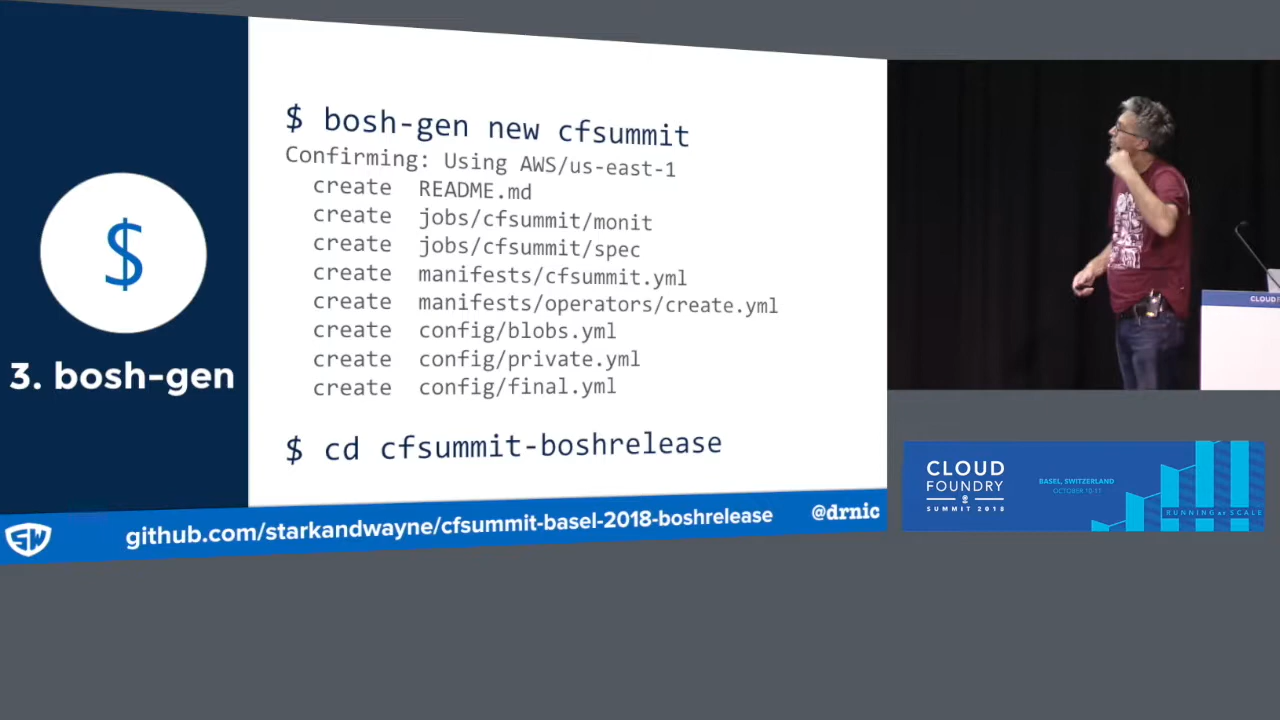 $
3. bosh-gen
$ bosh-gen new cfsummit
Confirming: Using AWS/us-east-1
create README.md
create jobs/cfsummit/monit
create jobs/cfsummit/spec
create manifests/cfsummit.yml
create manifests/operators/create.yml
create config/blobs.yml
create config/private.yml
create config/final.yml
$ cd cfsummit-boshrelease
SW
github.com/starkandwayne/cfsummit-basel-2018-boshrelease
@drnic
CLOUD
FOUNDRY
SUMMIT 2018
BASEL, SWITZERLAND
OCTOBER 10-11
RUNNING AT SCALE